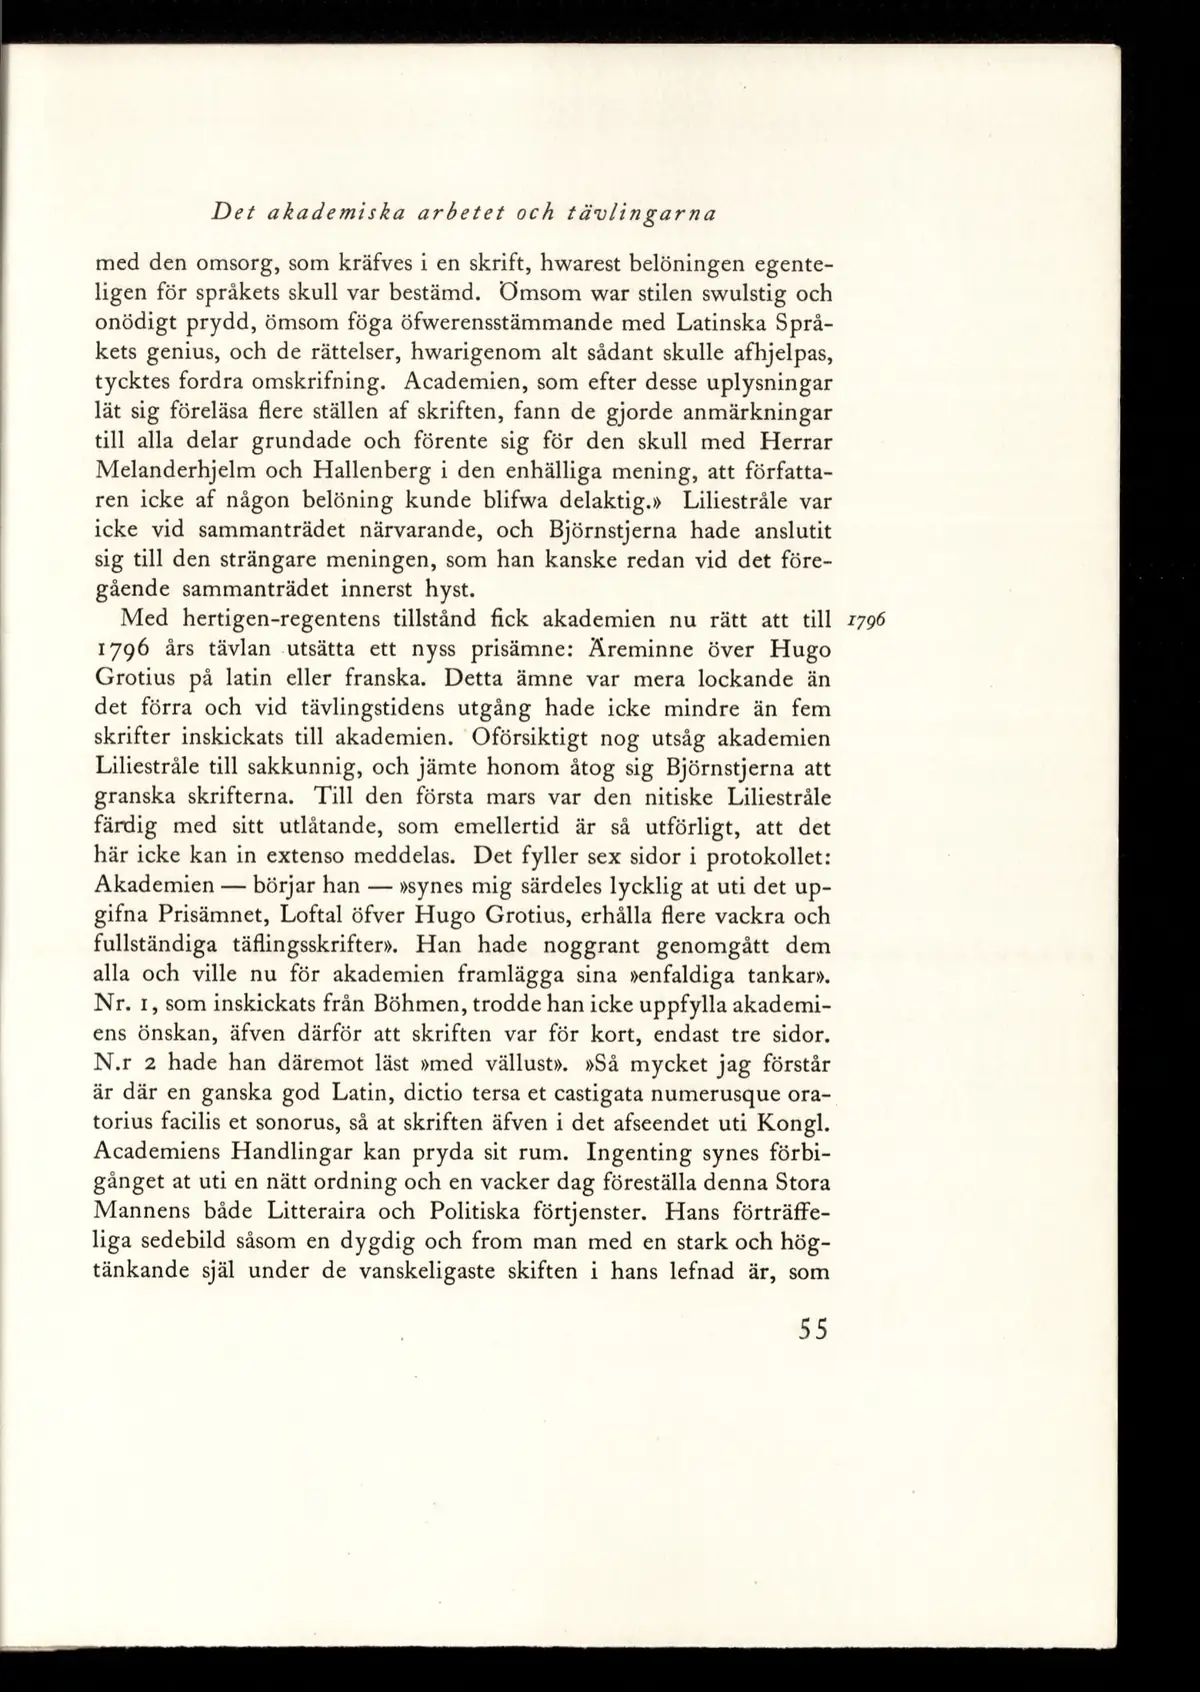 Det akademiska arbetet och tävlingarna
med den omsorg, som kräfves i en skrift, hwarest belöningen egente-
ligen för språkets skull var bestämd. Ömsom war stilen swulstig och
onödigt prydd, ömsom föga öfwerensstämmande med Latinska Språ-
kets genius, och de rättelser, hwarigenom alt sådant skulle afhjelpas,
tycktes fordra omskrifning. Academien, som efter desse uplysningar
lät sig föreläsa flere ställen af skriften, fann de gjorde anmärkningar
till alla delar grundade och förente sig för den skull med Herrar
Melanderhjelm och Hallenberg i den enhälliga mening, att författa-
ren icke af någon belöning kunde blifwa delaktig.» Liliestråle var
icke vid sammanträdet närvarande, och Björnstjerna hade anslutit
sig till den strängare meningen, som han kanske redan vid det före-
gående sammanträdet innerst hyst.
Med hertigen-regentens tillstånd fick akademien nu rätt att till 1796
1796 års tävlan utsätta ett nyss prisämne: Äreminne över Hugo
Grotius på latin eller franska. Detta ämne var mera lockande än
det förra och vid tävlingstidens utgång hade icke mindre än fem
skrifter inskickats till akademien. Oförsiktigt nog utsåg akademien
Liliestråle till sakkunnig, och jämte honom åtog sig Björnstjerna att
granska skrifterna. Till den första mars var den nitiske Liliestråle
färdig med sitt utlåtande, som emellertid är så utförligt, att det
här icke kan in extenso meddelas. Det fyller sex sidor i protokollet:
Akademien — börjar han — »synes mig särdeles lycklig at uti det up-
gifna Prisämnet, Loftal öfver Hugo Grotius, erhålla flere vackra och
fullständiga täflingsskrifter». Han hade noggrant genomgått dem
alla och ville nu för akademien framlägga sina »enfaldiga tankar».
Nr. 1, som inskickats från Böhmen, trodde han icke uppfylla akademi-
ens önskan, äfven därför att skriften var för kort, endast tre sidor.
N.r 2 hade han däremot läst »med vällust». »Så mycket jag förstår
är där en ganska god Latin, dictio tersa et castigata numerusque ora-
torius facilis et sonorus, så at skriften äfven i det afseendet uti Kongl.
Academiens Handlingar kan pryda sit rum. Ingenting synes förbi-
gånget at uti en nätt ordning och en vacker dag föreställa denna Stora
Mannens både Litteraira och Politiska förtjenster. Hans förträffe-
liga sedebild såsom en dygdig och from man med en stark och hög-
tänkande själ under de vanskeligaste skiften i hans lefnad är, som
55